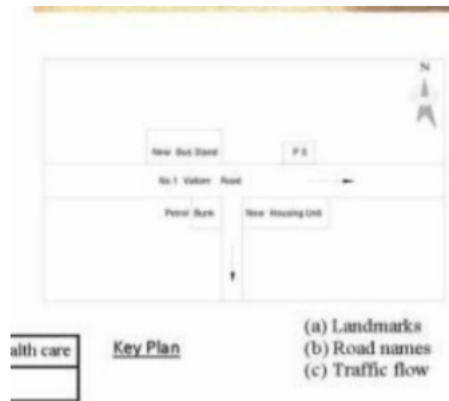 N
New Bus Stand
P S
No.1 Vallam Road
Petrol Bunk
New Housing Unit
alth care
Key Plan
(a) Landmarks
(b) Road names
(c) Traffic flow